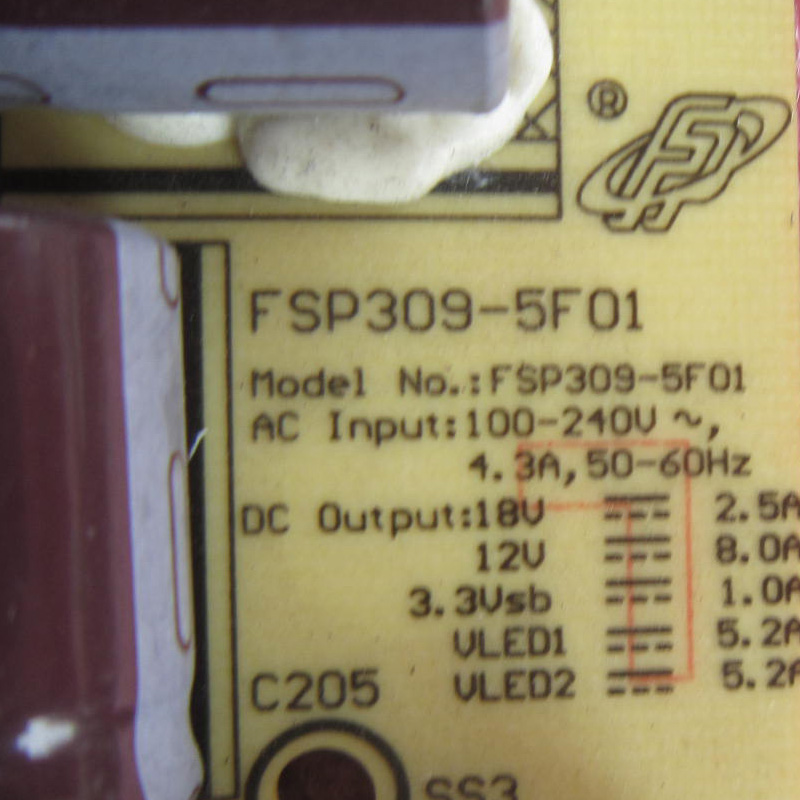 ®
FSP
FSP309-5F01
Model No.:FSP309-5F01
AC Input:100-240V ~,
4.3A,50-60Hz
DC Output:18V 2.5A
12V 8.0A
3.3Vsb 1.0A
VLED1 5.2A
VLED2 5.2A
C205
SS3